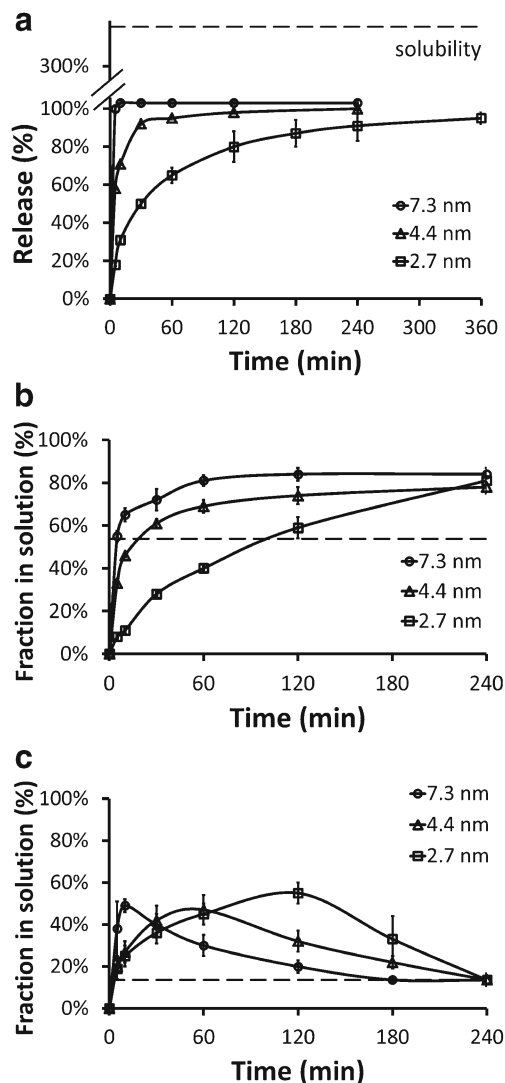 a
300%
solubility
100%
80%
60%
40%
20%
0%
Release (%)
7.3 nm
4.4 nm
2.7 nm
0 60 120 180 240 300 360
Time (min)
b
100%
80%
60%
40%
20%
0%
Fraction in solution (%)
7.3 nm
4.4 nm
2.7 nm
0 60 120 180 240
Time (min)
c
100%
80%
60%
40%
20%
0%
Fraction in solution (%)
7.3 nm
4.4 nm
2.7 nm
0 60 120 180 240
Time (min)